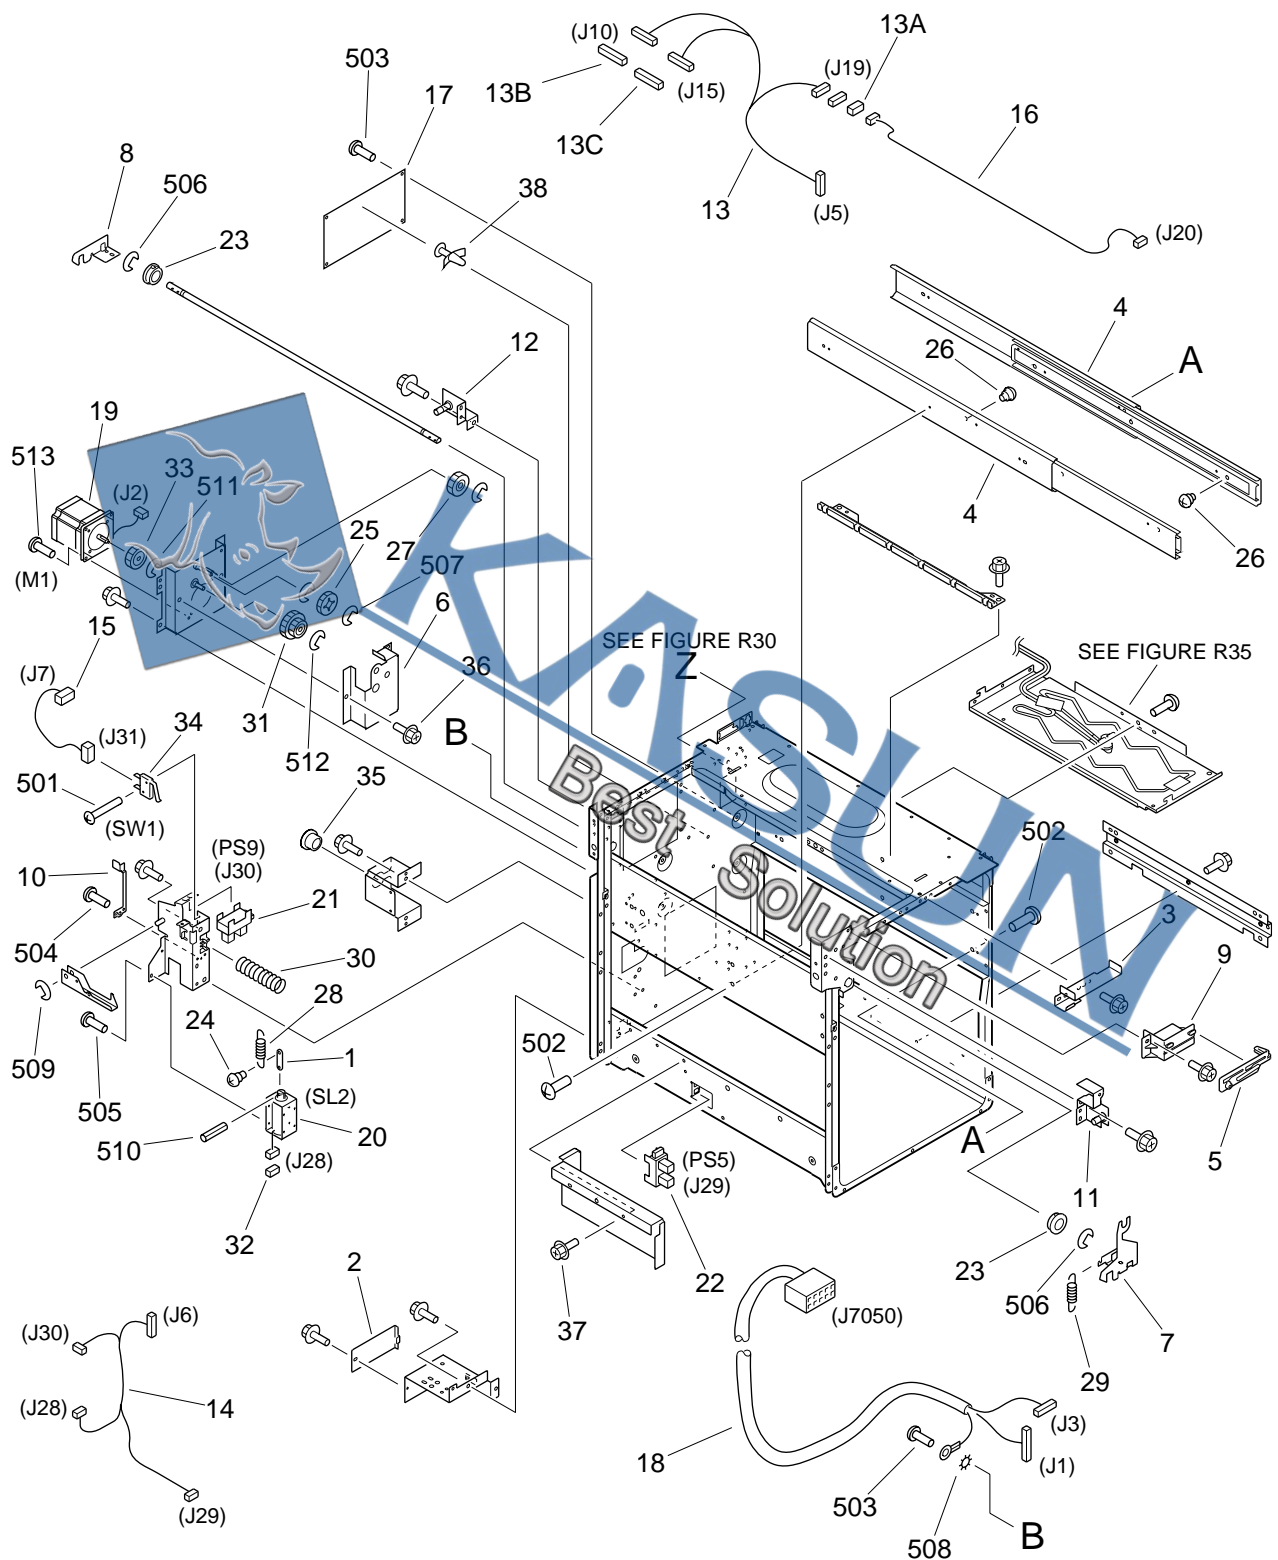 (J10)
13A
503
(J19)
17
13B
(J15)
16
8
13C
506
38
13
(J5)
23
(J20)
4
12
26
A
19
513
33
(J2)
511
4
25
27
26
(M1)
507
6
15
SEE FIGURE R30
Z
SEE FIGURE R35
(J7)
36
31
34
B
(J31)
512
35
501
(SW1)
502
(PS9)
(J30)
10
21
3
9
504
30
28
24
1
509
502
(SL2)
505
20
510
A
(PS5)
(J28)
(J29)
5
11
32
23
22
2
506
(J6)
(J7050)
37
7
(J30)
29
(J28)
14
(J3)
18
(J1)
503
(J29)
508
B
KASUN
Best Solution